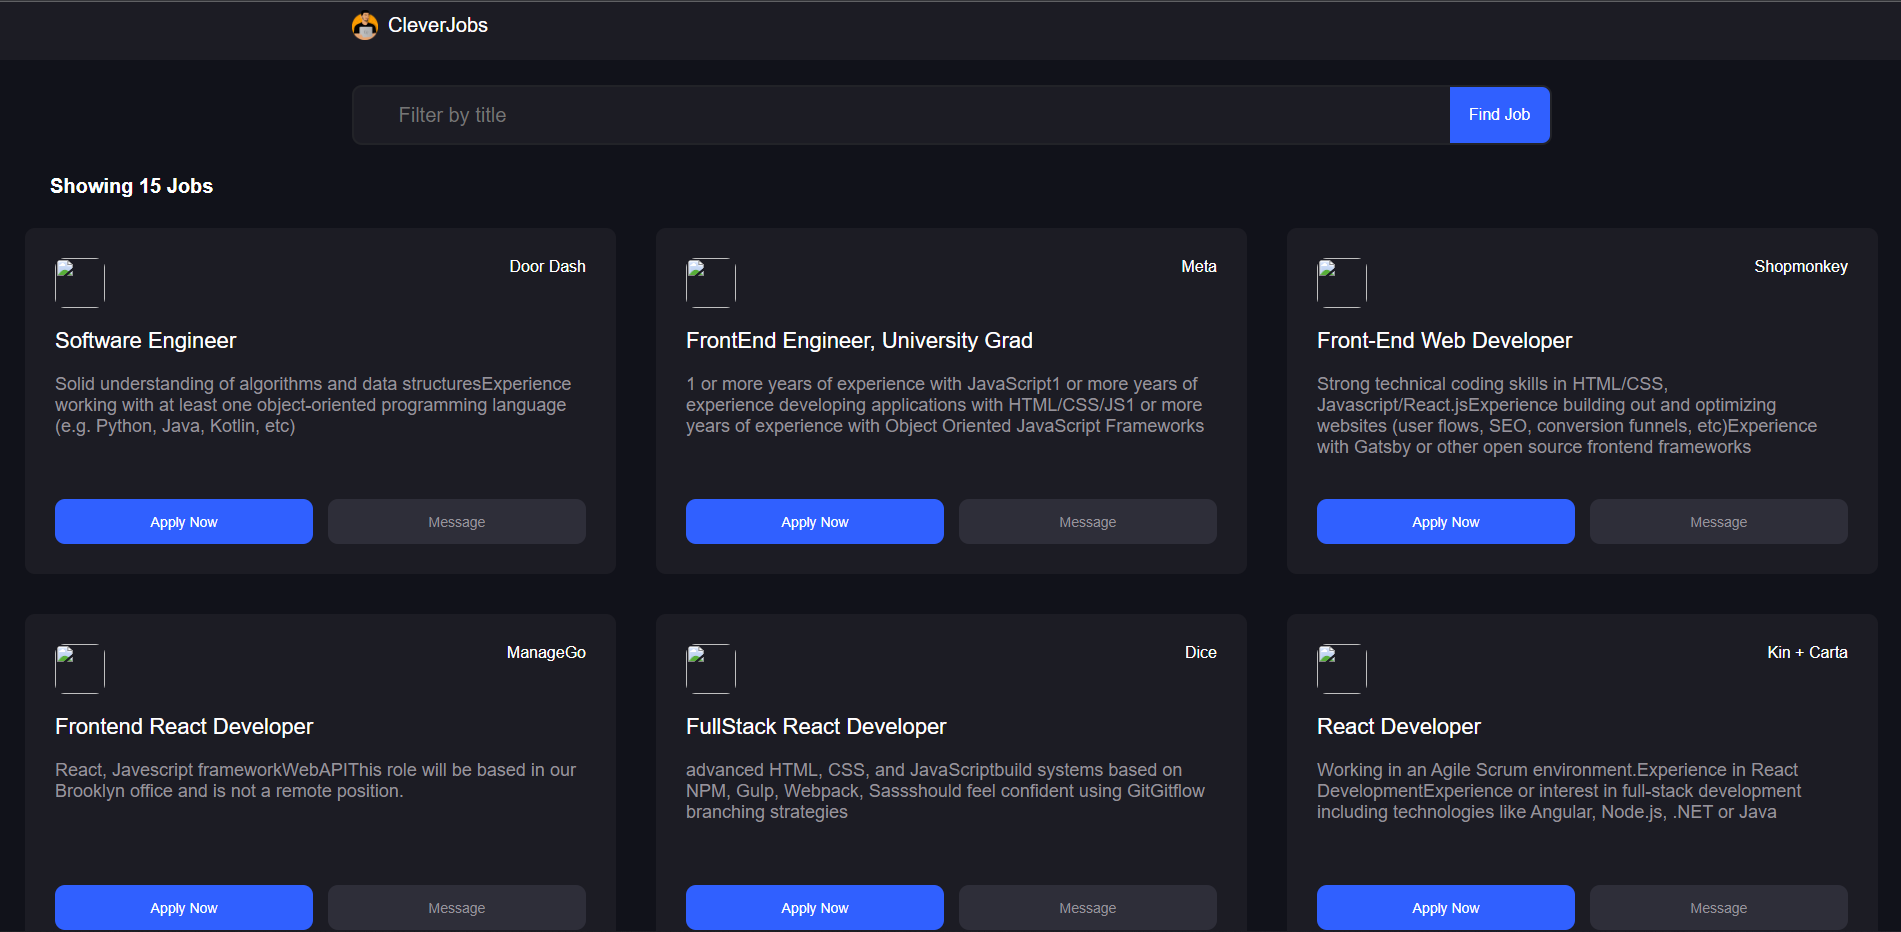 CleverJobs
Filter by title
Find Job
Showing 15 Jobs
Door Dash
Software Engineer
Solid understanding of algorithms and data structuresExperience
working with at least one object-oriented programming language
(e.g. Python, Java, Kotlin, etc)
Apply Now
Message
Meta
FrontEnd Engineer, University Grad
1 or more years of experience with JavaScript1 or more years of
experience developing applications with HTML/CSS/JS1 or more
years of experience with Object Oriented JavaScript Frameworks
Apply Now
Message
Shopmonkey
Front-End Web Developer
Strong technical coding skills in HTML/CSS,
Javascript/React.jsExperience building out and optimizing
websites (user flows, SEO, conversion funnels, etc)Experience
with Gatsby or other open source frontend frameworks
Apply Now
Message
ManageGo
Frontend React Developer
React, Javescript frameworkWebAPIThis role will be based in our
Brooklyn office and is not a remote position.
Apply Now
Message
Dice
FullStack React Developer
advanced HTML, CSS, and JavaScriptbuild systems based on
NPM, Gulp, Webpack, Sassshould feel confident using GitGitflow
branching strategies
Apply Now
Message
Kin + Carta
React Developer
Working in an Agile Scrum environment.Experience in React
DevelopmentExperience or interest in full-stack development
including technologies like Angular, Node.js, .NET or Java
Apply Now
Message